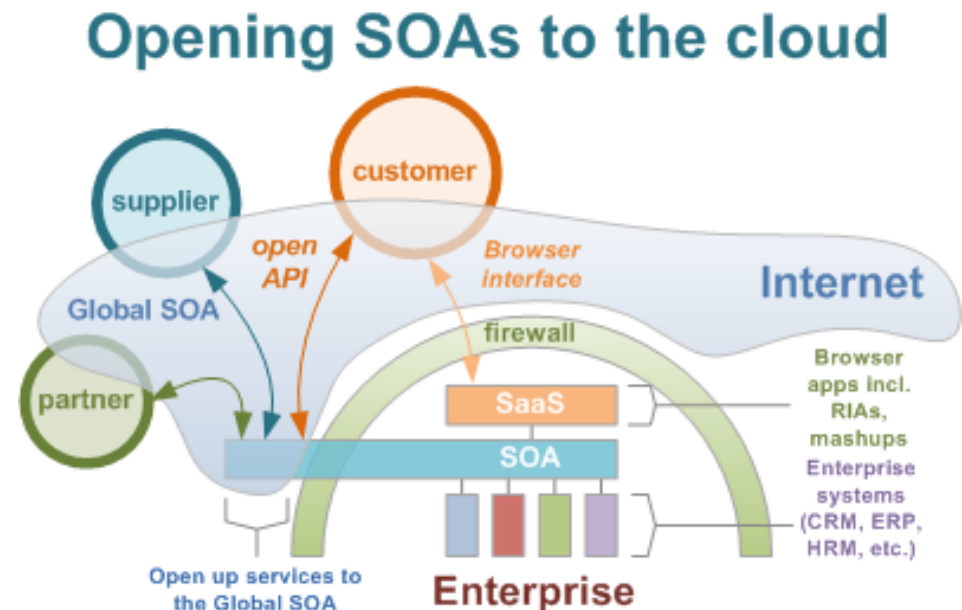 Opening SOAs to the cloud
customer
supplier
open
API
Browser
interface
Internet
Global SOA
firewall
partner
Browser
apps incl.
RIAs,
mashups
SaaS
SOA
Enterprise
systems
(CRM, ERP,
HRM, etc.)
Open up services to
the Global SOA
Enterprise